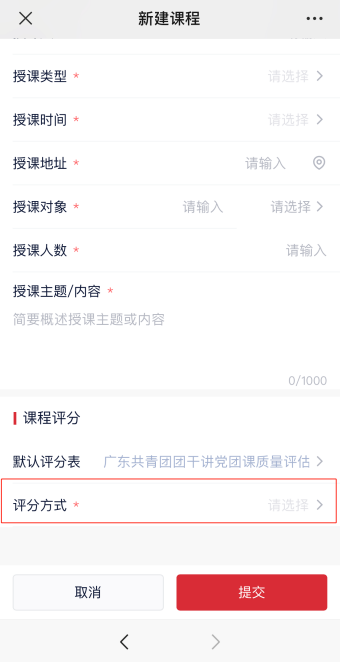 新建课程
授课类型 * 请选择
授课时间 * 请选择
授课地址 * 请输入
授课对象 * 请输入 请选择
授课人数 * 请输入
授课主题/内容 *
简要概述授课主题或内容
0/1000
课程评分
默认评分表 广东共青团团干讲党团课质量评估
评分方式 * 请选择
取消 提交